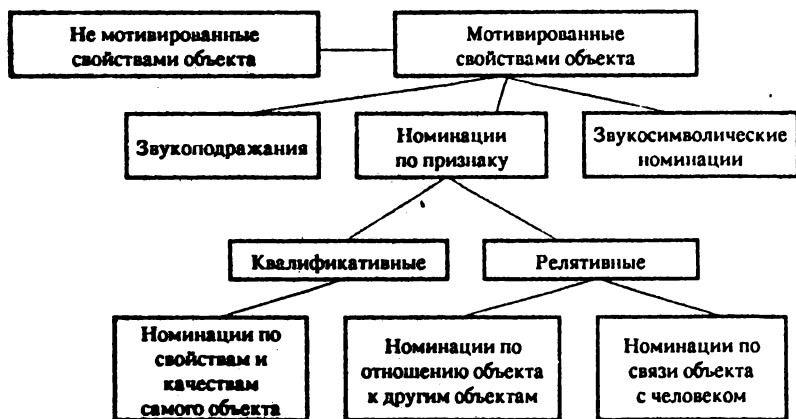 Не мотивированные
свойствами объекта
Мотивированные
свойствами объекта
Звукоподражания
Номинации
по признаку
Звукосимволические
номинации
Квалификативные
Релятивные
Номинации по
свойствам и
качествам
самого объекта
Номинации по
отношению объекта
к другим объектам
Номинации по
связи объекта
с человеком